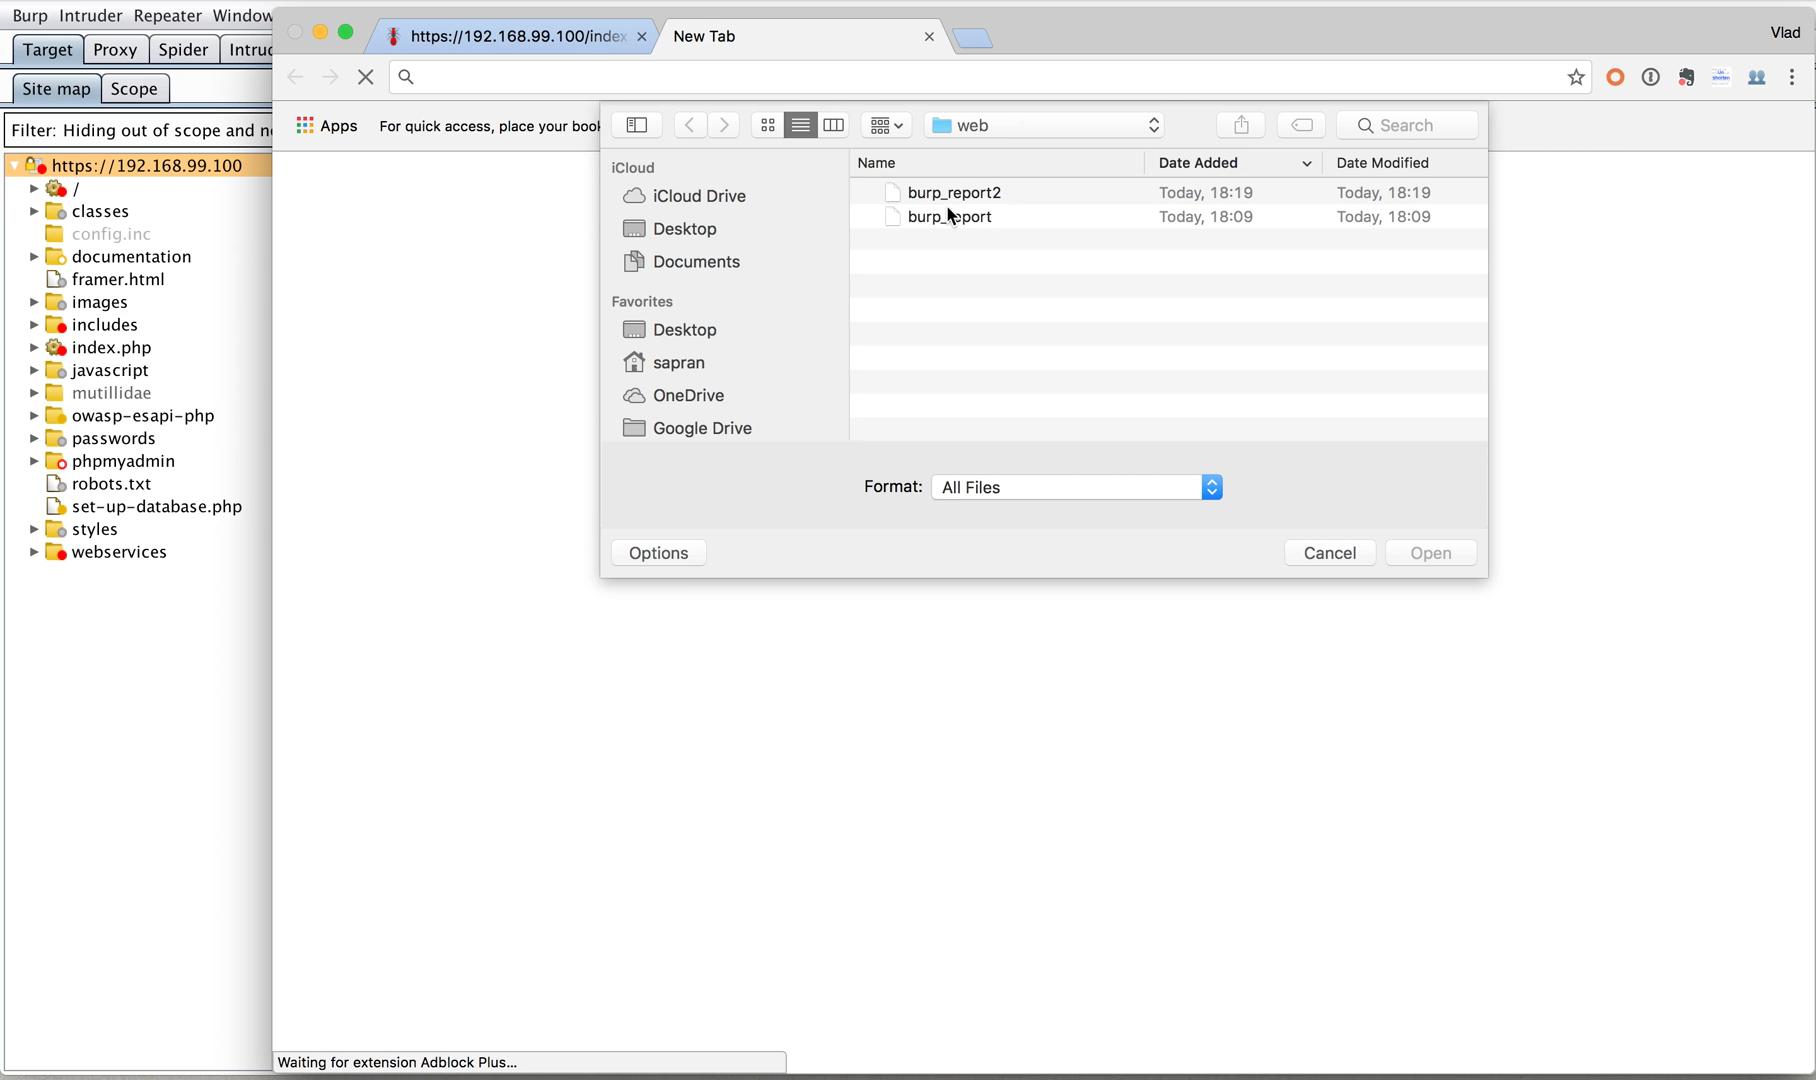 Burp Intruder Repeater Window
Target Proxy Spider Intruc
Site map Scope
Filter: Hiding out of scope and n
https://192.168.99.100
/
classes
config.inc
documentation
framer.html
images
includes
index.php
javascript
mutillidae
owasp-esapi-php
passwords
phpmyadmin
robots.txt
set-up-database.php
styles
webservices
https://192.168.99.100/index
New Tab
Vlad
Apps
For quick access, place your book
web
Search
iCloud
iCloud Drive
Desktop
Documents
Favorites
Desktop
sapran
OneDrive
Google Drive
Name Date Added Date Modified
burp_report2 Today, 18:19 Today, 18:19
burp_report Today, 18:09 Today, 18:09
Format: All Files
Options Cancel Open
Waiting for extension Adblock Plus...